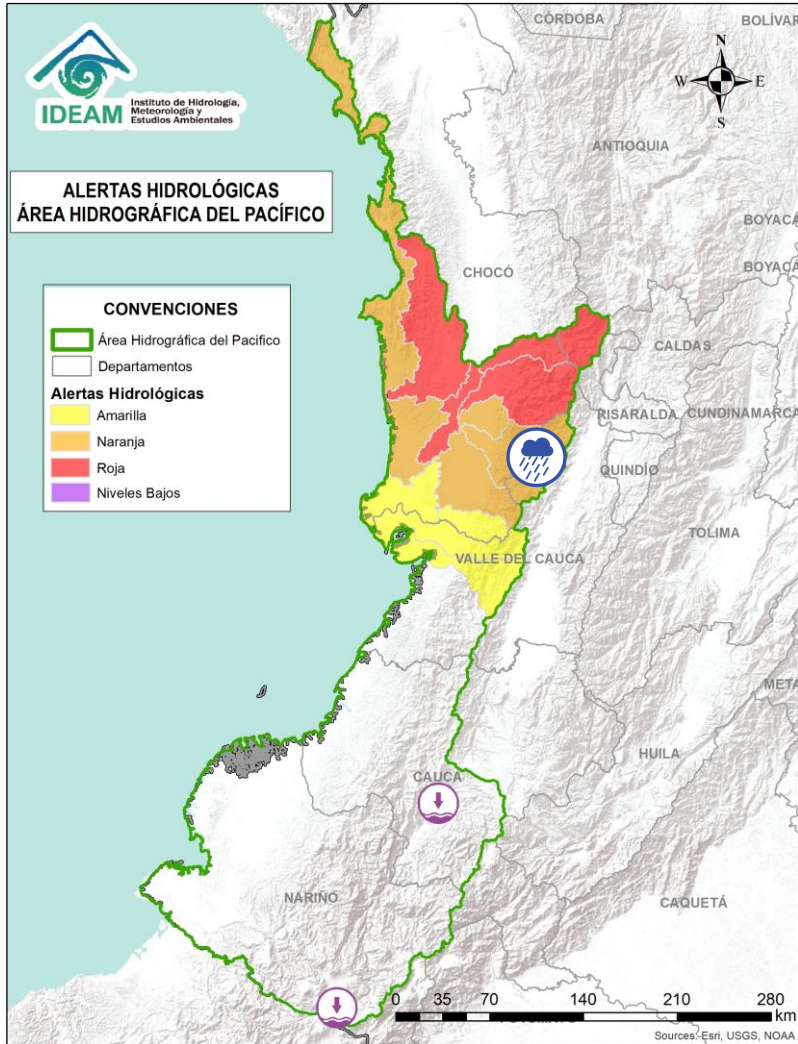 IDEAM
Instituto de Hidrología,
Meteorología y
Estudios Ambientales
CÓRDOBA
BOLÍVAR
N
W
E
S
ANTIOQUIA
ALERTAS HIDROLÓGICAS
ÁREA HIDROGRÁFICA DEL PACÍFICO
BOYACÁ
BOYACÁ
CHOCÓ
CONVENCIONES
Área Hidrográfica del Pacifico
Departamentos
Alertas Hidrológicas
Amarilla
Naranja
Roja
Niveles Bajos
CALDAS
RISARALDA
CUNDINAMARCA
QUINDÍO
TOLIMA
VALLE DEL CAUCA
META
HUILA
CAUCA
NARIÑO
CAQUETÁ
0 35 70 140 210 280
km
Sources: Esri, USGS, NOAA